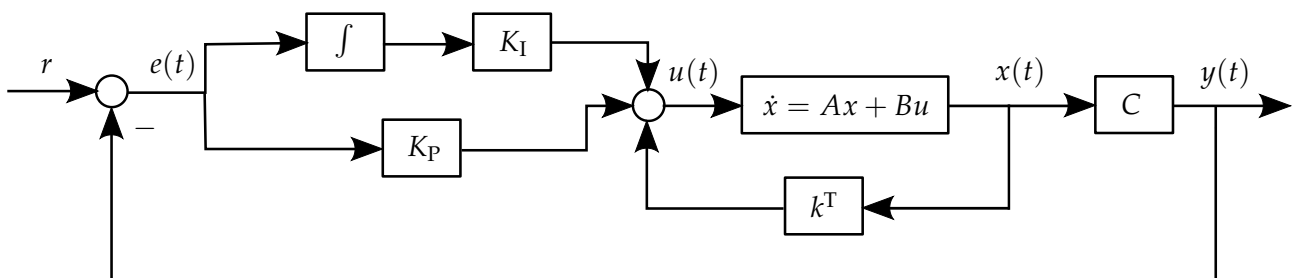 r
−
e(t)
∫
K_I
K_P
u(t)
ẋ = Ax + Bu
x(t)
C
y(t)
k^T